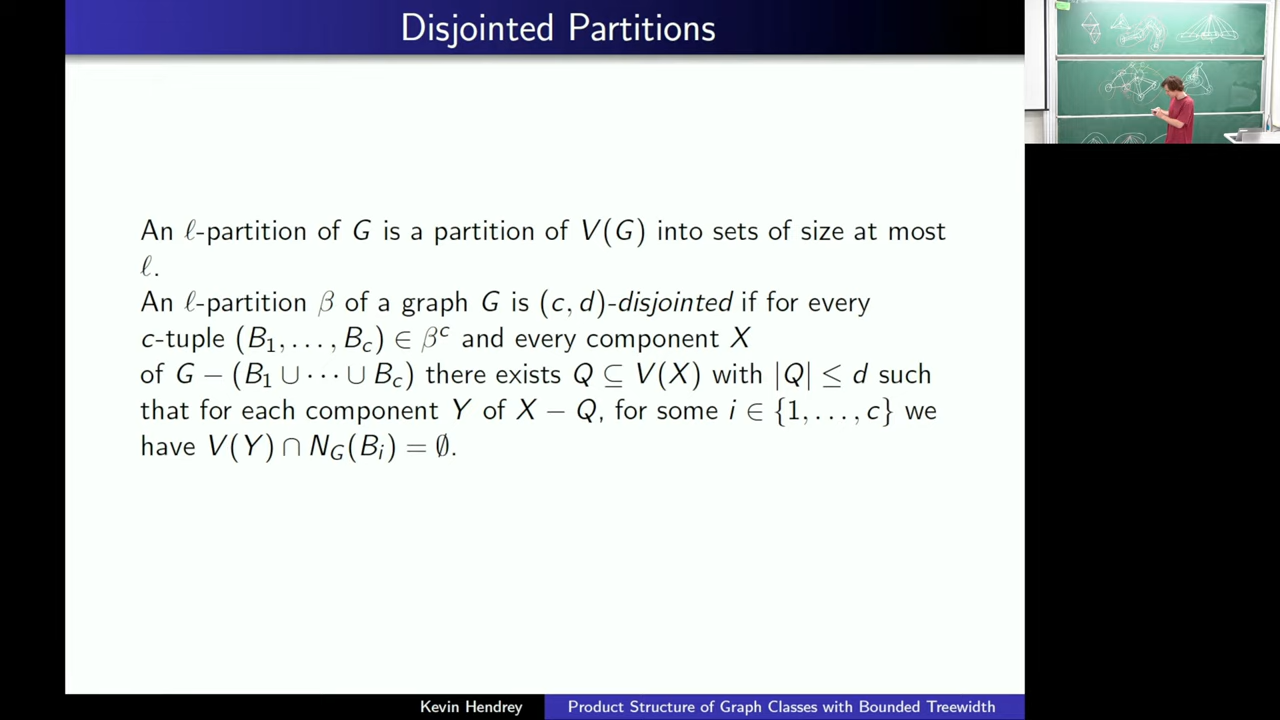 Disjointed Partitions
An ℓ-partition of G is a partition of V(G) into sets of size at most
ℓ.
An ℓ-partition β of a graph G is (c, d)-disjointed if for every
c-tuple (B₁, . . . , B_c) ∈ β^c and every component X
of G − (B₁ ∪ · · · ∪ B_c) there exists Q ⊆ V(X) with |Q| ≤ d such
that for each component Y of X − Q, for some i ∈ {1, . . . , c} we
have V(Y) ∩ N_G(B_i) = ∅.
Kevin Hendrey
Product Structure of Graph Classes with Bounded Treewidth